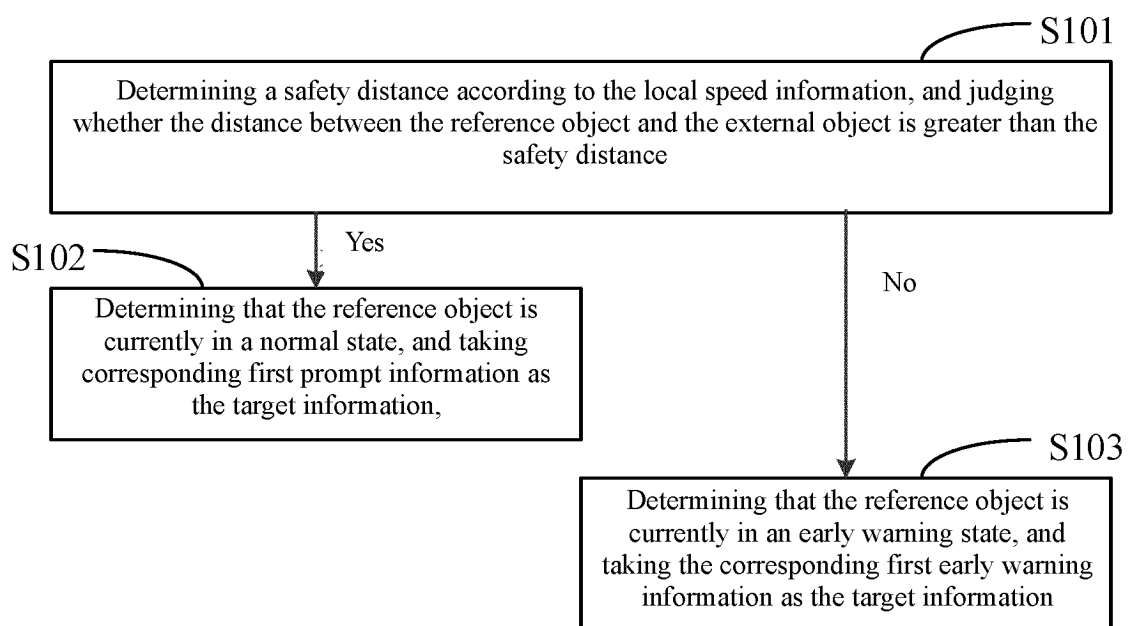 S101
Determining a safety distance according to the local speed information, and judging
whether the distance between the reference object and the external object is greater than the
safety distance
Yes
S102
No
Determining that the reference object is
currently in a normal state, and taking
corresponding first prompt information as
the target information,
S103
Determining that the reference object is
currently in an early warning state, and
taking the corresponding first early warning
information as the target information